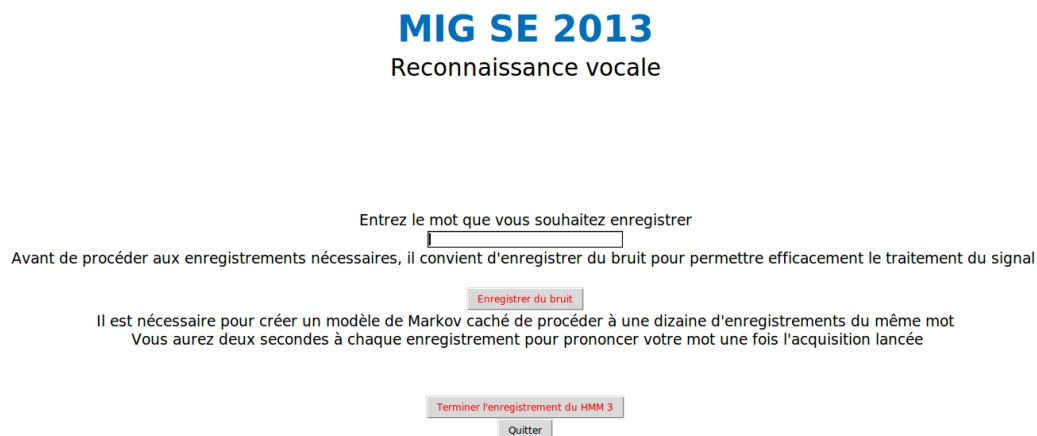 MIG SE 2013
Reconnaissance vocale
Entrez le mot que vous souhaitez enregistrer
Avant de procéder aux enregistrements nécessaires, il convient d'enregistrer du bruit pour permettre efficacement le traitement du signal
Enregistrer du bruit
Il est nécessaire pour créer un modèle de Markov caché de procéder à une dizaine d'enregistrements du même mot
Vous aurez deux secondes à chaque enregistrement pour prononcer votre mot une fois l'acquisition lancée
Terminer l'enregistrement du HMM 3
Quitter